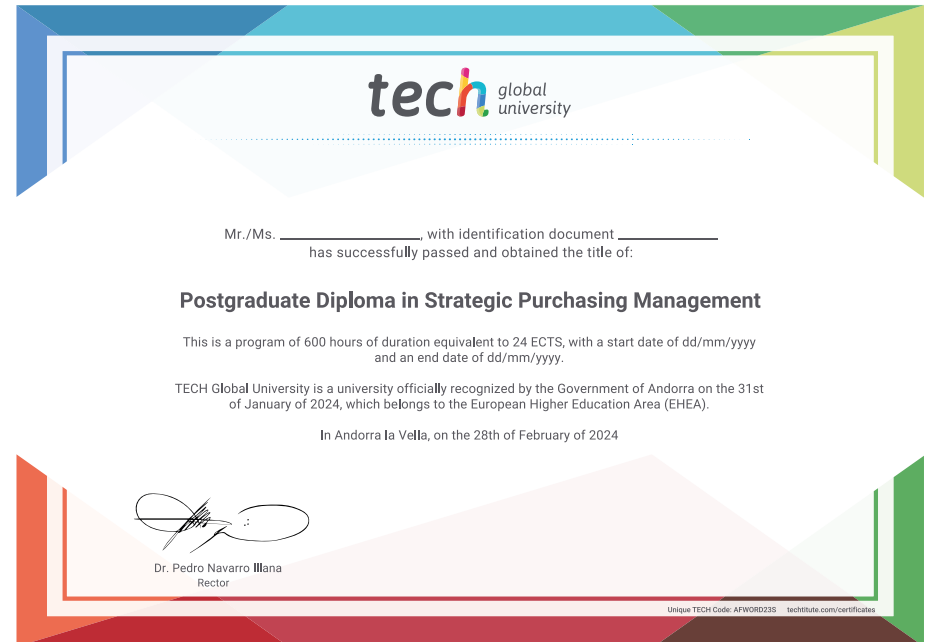 tech global university
Mr./Ms. ____________, with identification document ____________
has successfully passed and obtained the title of:
Postgraduate Diploma in Strategic Purchasing Management
This is a program of 600 hours of duration equivalent to 24 ECTS, with a start date of dd/mm/yyyy
and an end date of dd/mm/yyyy.
TECH Global University is a university officially recognized by the Government of Andorra on the 31st
of January of 2024, which belongs to the European Higher Education Area (EHEA).
In Andorra la Vella, on the 28th of February of 2024
Dr. Pedro Navarro Illana
Rector
Unique TECH Code: AFWORD23S techtitute.com/certificates